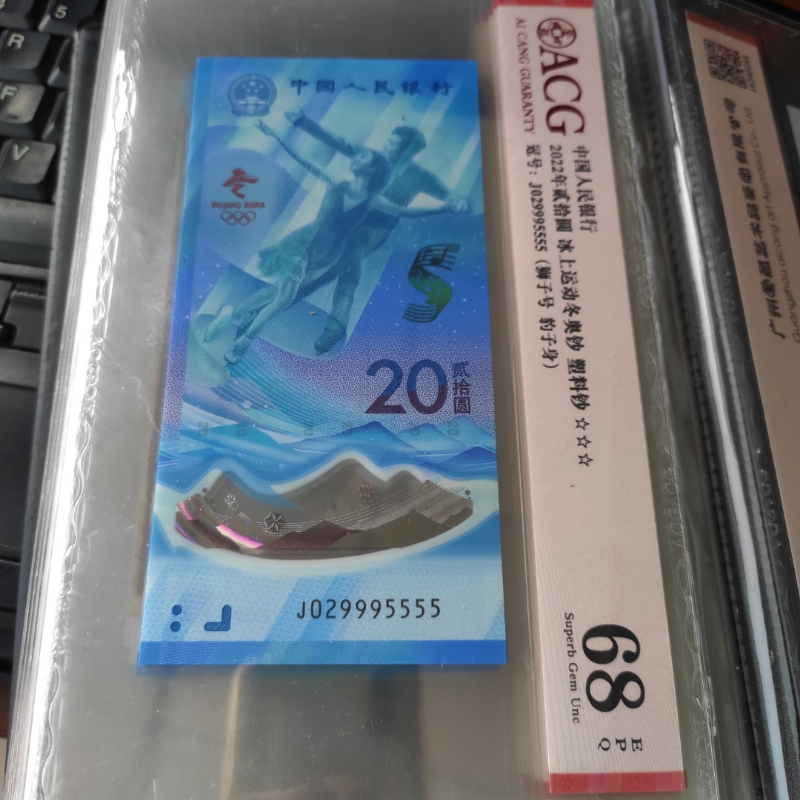 中国人民银行
BEIJING 2022
20
贰拾圆
J029995555
ACG
AI CANG GUARANTY
中国人民银行
2022年贰拾圆 冰上运动冬奥钞 塑料钞 ☆☆☆
冠号:J029995555(狮子号 豹子身)
68
EPQ
Superb Gem Unc
R
F
V
5